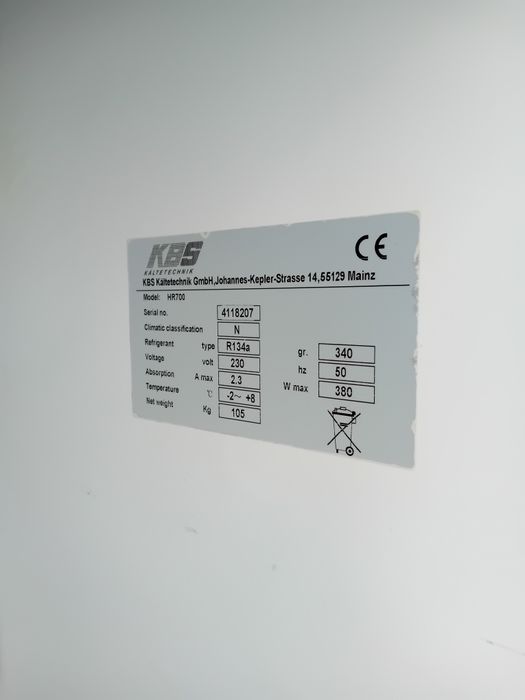 KBS
KÄLTETECHNIK
CE
KBS Kältetechnik GmbH,Johannes-Kepler-Strasse 14,55129 Mainz
Model: HR700
Serial no. 4118207
Climatic classification N
Refrigerant type R134a gr. 340
Voltage volt 230 hz 50
Absorption A max 2.3 W max 380
Temperature °C -2～ +8
Net weight Kg 105